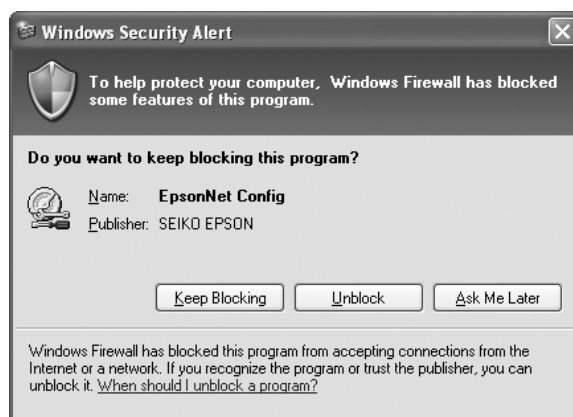 Windows Security Alert
To help protect your computer, Windows Firewall has blocked
some features of this program.
Do you want to keep blocking this program?
Name: EpsonNet Config
Publisher: SEIKO EPSON
Keep Blocking Unblock Ask Me Later
Windows Firewall has blocked this program from accepting connections from the
Internet or a network. If you recognize the program or trust the publisher, you can
unblock it. When should I unblock a program?